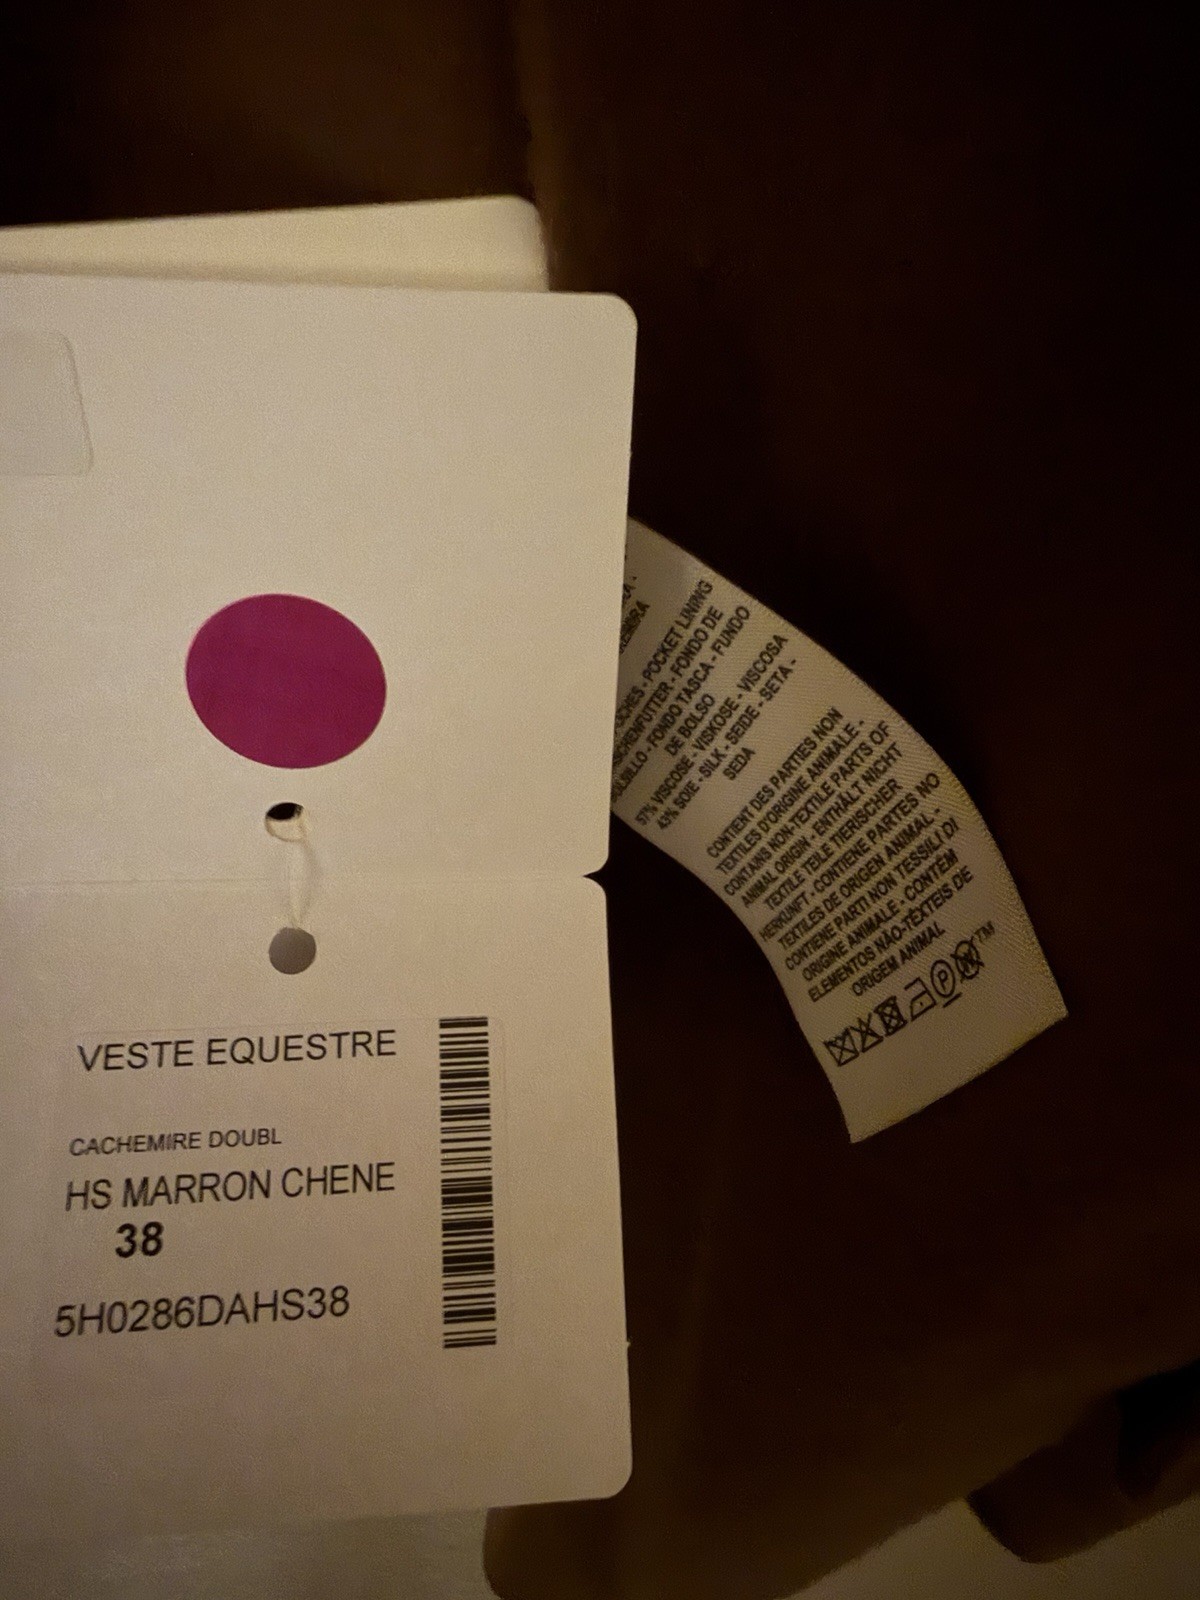 VESTE EQUESTRE
CACHEMIRE DOUBL
HS MARRON CHENE
38
5H0286DAHS38
- POCKET LINING
- FONDO DE
- FONDO TASCA - FUNDO
DE BOLSO
57% VISCOSE - VISKOSE - VISCOSA
43% SOIE - SILK - SEIDE - SETA -
SEDA
CONTIENT DES PARTIES NON
TEXTILES D'ORIGINE ANIMALE -
CONTAINS NON-TEXTILE PARTS OF
ANIMAL ORIGIN - ENTHÄLT NICHT
TEXTILE TEILE TIERISCHER
HERKUNFT - CONTIENE PARTES NO
TEXTILES DE ORIGEN ANIMAL -
CONTIENE PARTI NON TESSILI DI
ORIGINE ANIMALE - CONTÉM
ELEMENTOS NÃO-TÊXTEIS DE
ORIGEM ANIMAL
P TM